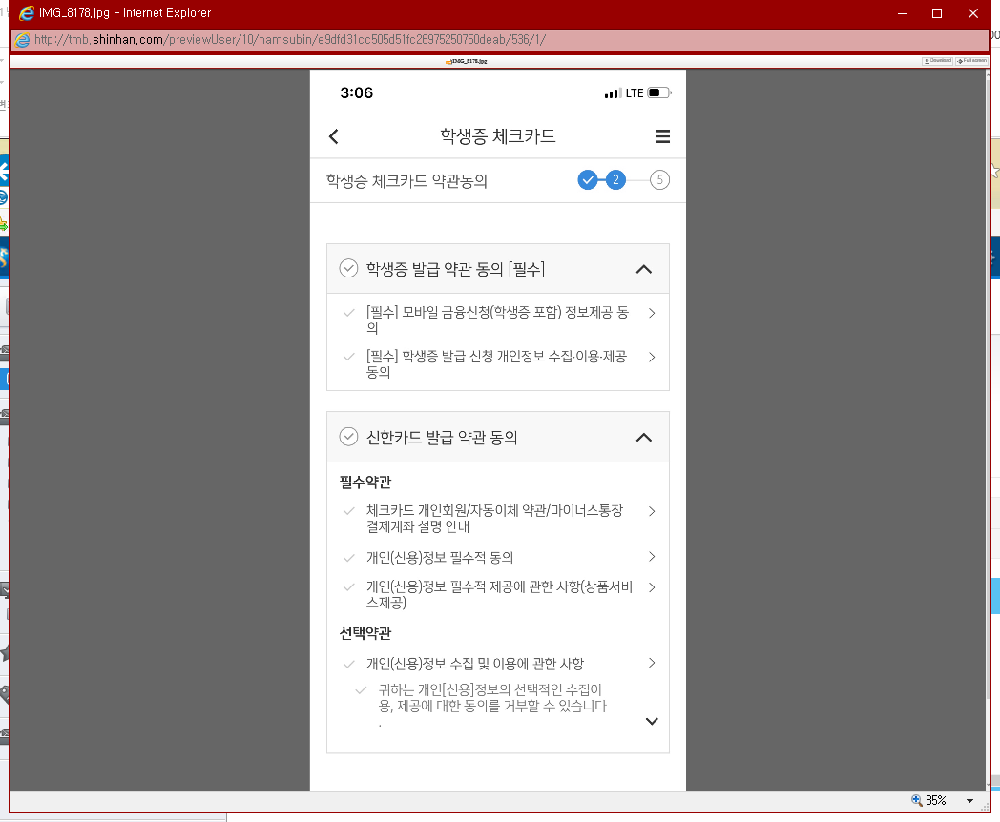 IMG_8178.jpg - Internet Explorer
http://tmb.shinhan.com/previewUser/10/namsubin/e9dfd31cc505d51fc26975250750deab/536/1/
IMG_8178.jpg
Download
Full screen
3:06
LTE
학생증 체크카드
학생증 체크카드 약관동의
2
5
학생증 발급 약관 동의 [필수]
[필수] 모바일 금융신청(학생증 포함) 정보제공 동
의
[필수] 학생증 발급 신청 개인정보 수집·이용·제공
동의
신한카드 발급 약관 동의
필수약관
체크카드 개인회원/자동이체 약관/마이너스통장
결제계좌 설명 안내
개인(신용)정보 필수적 동의
개인(신용)정보 필수적 제공에 관한 사항(상품서비
스제공)
선택약관
개인(신용)정보 수집 및 이용에 관한 사항
귀하는 개인[신용]정보의 선택적인 수집이
용, 제공에 대한 동의를 거부할 수 있습니다
.
35%